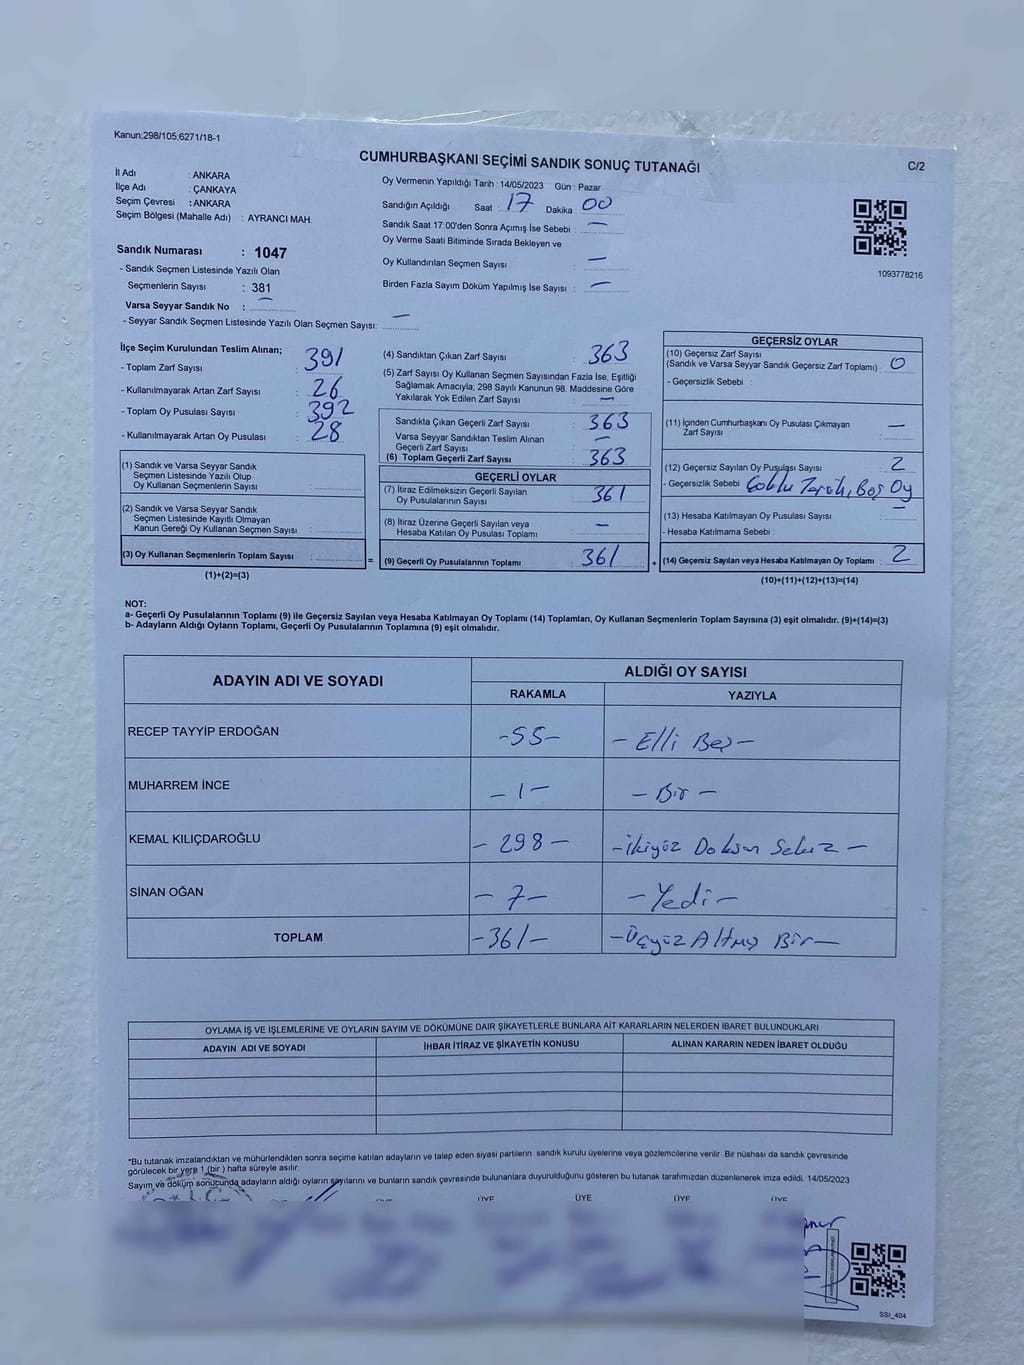 Kanun;298/105;6271/18-1
CUMHURBAŞKANI SEÇİMİ SANDIK SONUÇ TUTANAĞI
C/2
İl Adı : ANKARA
İlçe Adı : ÇANKAYA
Seçim Çevresi : ANKARA
Seçim Bölgesi (Mahalle Adı) : AYRANCI MAH.
Sandık Numarası : 1047
- Sandık Seçmen Listesinde Yazılı Olan
Seçmenlerin Sayısı : 381
Varsa Seyyar Sandık No : —
- Seyyar Sandık Seçmen Listesinde Yazılı Olan Seçmen Sayısı: —
Oy Vermenin Yapıldığı Tarih : 14/05/2023 Gün : Pazar
Sandığın Açıldığı Saat : 17 Dakika : 00
Sandık Saat 17:00'den Sonra Açımış İse Sebebi : —
Oy Verme Saati Bitiminde Sırada Bekleyen ve
Oy Kullandırılan Seçmen Sayısı : —
Birden Fazla Sayım Döküm Yapılmış İse Sayısı : —
1093778216
İlçe Seçim Kurulundan Teslim Alınan;
- Toplam Zarf Sayısı : 391
- Kullanılmayarak Artan Zarf Sayısı : 26
- Toplam Oy Pusulası Sayısı : 392
- Kullanılmayarak Artan Oy Pusulası : 28
(1) Sandık ve Varsa Seyyar Sandık
Seçmen Listesinde Yazılı Olup
Oy Kullanan Seçmenlerin Sayısı :
(2) Sandık ve Varsa Seyyar Sandık
Seçmen Listesinde Kayıtlı Olmayan
Kanun Gereği Oy Kullanan Seçmen Sayısı :
(3) Oy Kullanan Seçmenlerin Toplam Sayısı :
(1)+(2)=(3)
=
(4) Sandıktan Çıkan Zarf Sayısı : 363
(5) Zarf Sayısı Oy Kullanan Seçmen Sayısından Fazla İse, Eşitliği
Sağlamak Amacıyla; 298 Sayılı Kanunun 98. Maddesine Göre
Yakılarak Yok Edilen Zarf Sayısı : —
Sandıkta Çıkan Geçerli Zarf Sayısı : 363
Varsa Seyyar Sandıktan Teslim Alınan
Geçerli Zarf Sayısı : —
(6) Toplam Geçerli Zarf Sayısı : 363
GEÇERLİ OYLAR
(7) İtiraz Edilmeksizin Geçerli Sayılan
Oy Pusulalarının Sayısı : 361
(8) İtiraz Üzerine Geçerli Sayılan veya
Hesaba Katılan Oy Pusulası Toplamı : —
(9) Geçerli Oy Pusulalarının Toplamı : 361
+
GEÇERSİZ OYLAR
(10) Geçersiz Zarf Sayısı
(Sandık ve Varsa Seyyar Sandık Geçersiz Zarf Toplamı) : 0
- Geçersizlik Sebebi :
(11) İçinden Cumhurbaşkanı Oy Pusulası Çıkmayan
Zarf Sayısı : —
(12) Geçersiz Sayılan Oy Pusulası Sayısı : 2
- Geçersizlik Sebebi : Boş Oy
(13) Hesaba Katılmayan Oy Pusulası Sayısı : —
- Hesaba Katılmama Sebebi :
(14) Geçersiz Sayılan veya Hesaba Katılmayan Oy Toplamı : 2
(10)+(11)+(12)+(13)=(14)
NOT:
a- Geçerli Oy Pusulalarının Toplamı (9) ile Geçersiz Sayılan veya Hesaba Katılmayan Oy Toplamı (14) Toplamları, Oy Kullanan Seçmenlerin Toplam Sayısına (3) eşit olmalıdır. (9)+(14)=(3)
b- Adayların Aldığı Oyların Toplamı, Geçerli Oy Pusulalarının Toplamına (9) eşit olmalıdır.
ADAYIN ADI VE SOYADI
ALDIĞI OY SAYISI
RAKAMLA YAZIYLA
RECEP TAYYİP ERDOĞAN -55- - Elli Beş -
MUHARREM İNCE - 1 - - Bir -
KEMAL KILIÇDAROĞLU - 298 - - ikiyüz Doksan Sekiz -
SİNAN OĞAN - 7 - - Yedi -
TOPLAM -361- -Üçyüz Altmış Bir-
OYLAMA İŞ VE İŞLEMLERİNE VE OYLARIN SAYIM VE DÖKÜMÜNE DAİR ŞİKAYETLERLE BUNLARA AİT KARARLARIN NELERDEN İBARET BULUNDUKLARI
ADAYIN ADI VE SOYADI İHBAR İTİRAZ VE ŞİKAYETİN KONUSU ALINAN KARARIN NEDEN İBARET OLDUĞU
*Bu tutanak imzalandıktan ve mühürlendikten sonra seçime katılan adayların ve talep eden siyasi partilerin sandık kurulu üyelerine veya gözlemcilerine verilir. Bir nüshası da sandık çevresinde
görülecek bir yere 1 (bir ) hafta süreyle asılır.
Sayım ve döküm sonucunda adayların aldığı oyların sayılarını ve bunların sandık çevresinde bulunanlara duyurulduğunu gösteren bu tutanak tarafımızdan düzenlenerek imza edildi. 14/05/2023
ÜYE ÜYE ÜYE ÜYE
SSI_404